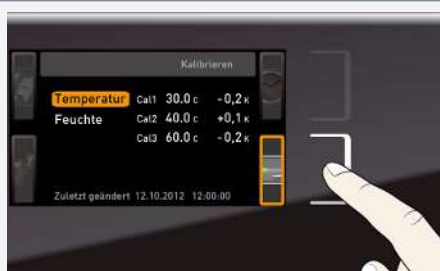 Kalibrieren
Temperatur Cal1 30.0 c -0,2 K
Feuchte Cal2 40.0 c +0,1 K
Cal3 60.0 c -0,2 K
Zuletzt geändert 12.10.2012 12:00:00